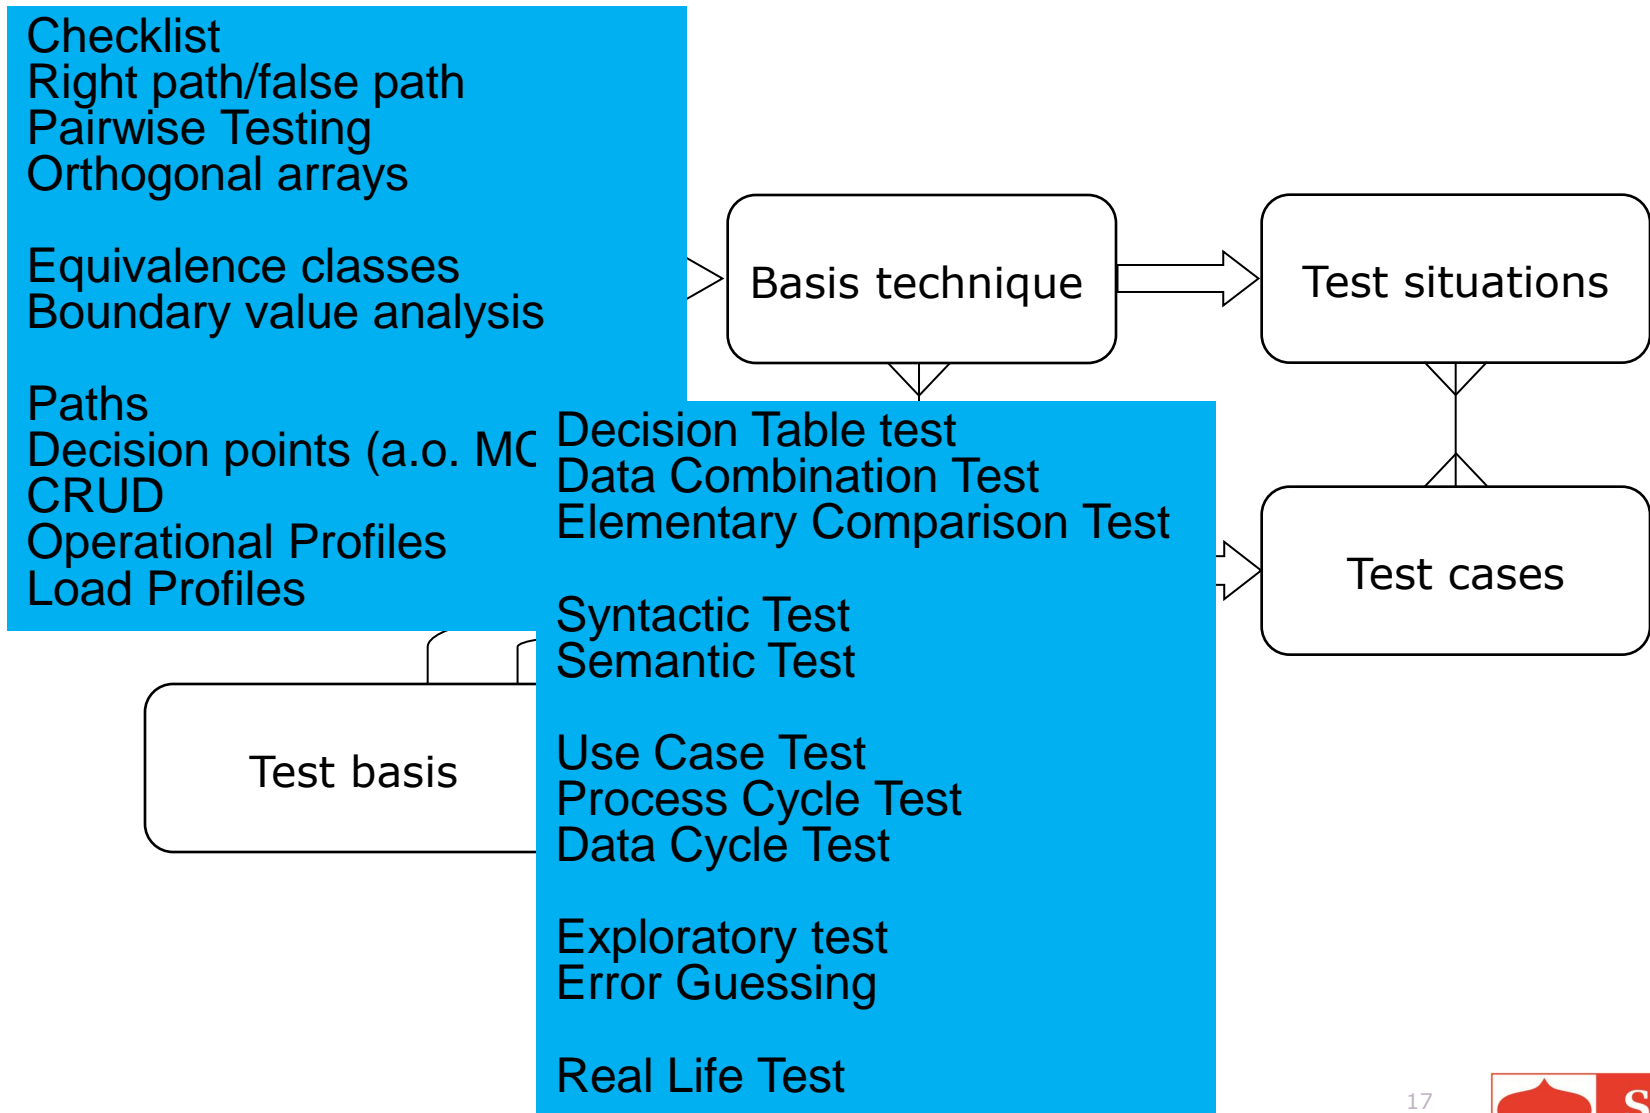 Checklist
Right path/false path
Pairwise Testing
Orthogonal arrays
Equivalence classes
Boundary value analysis
Paths
Decision points (a.o. MC
CRUD
Operational Profiles
Load Profiles
Basis technique
Test situations
Decision Table test
Data Combination Test
Elementary Comparison Test
Syntactic Test
Semantic Test
Use Case Test
Process Cycle Test
Data Cycle Test
Exploratory test
Error Guessing
Real Life Test
Test cases
Test basis
17
S